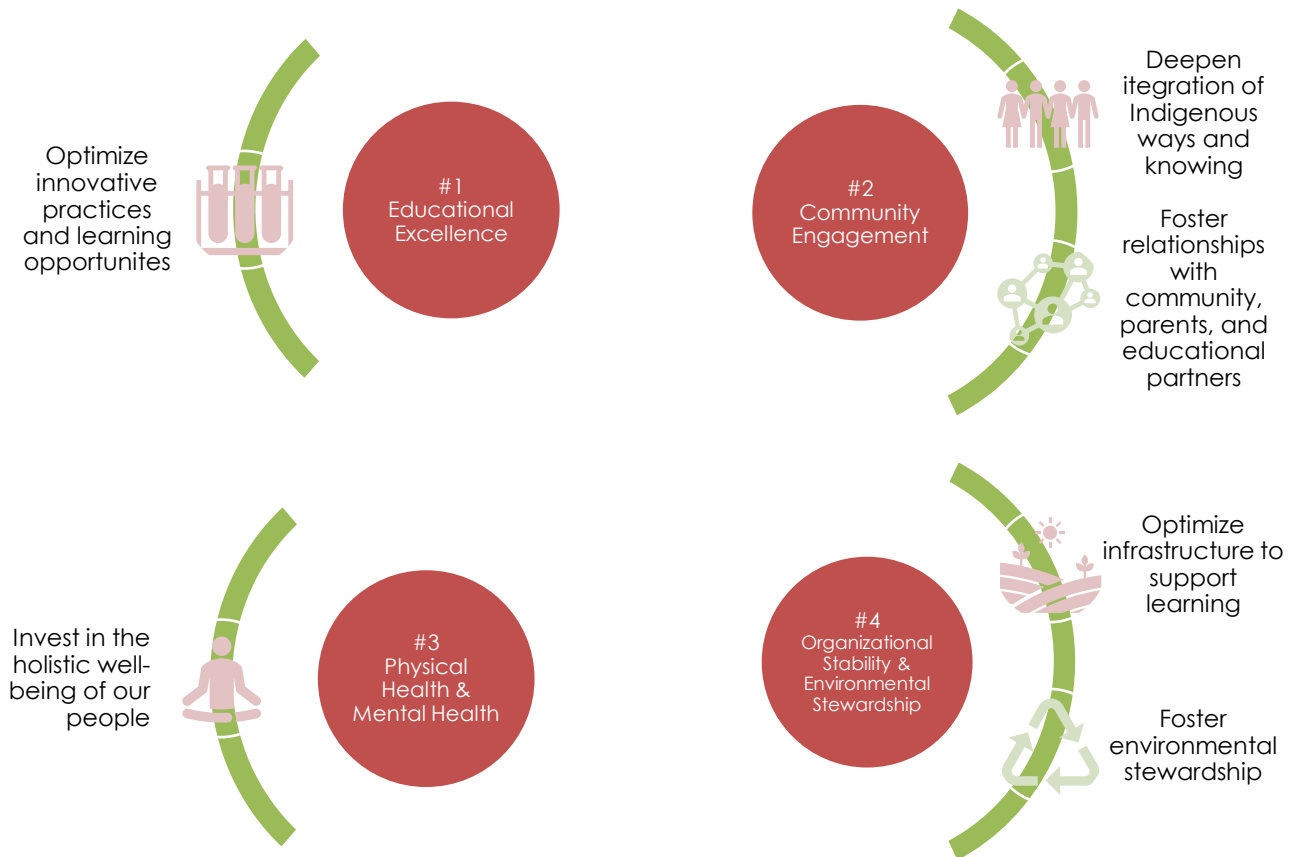 Optimize
innovative
practices
and learning
opportunites
#1
Educational
Excellence
#2
Community
Engagement
Deepen
itegration of
Indigenous
ways and
knowing
Foster
relationships
with
community,
parents, and
educational
partners
Invest in the
holistic well-
being of our
people
#3
Physical
Health &
Mental Health
#4
Organizational
Stability &
Environmental
Stewardship
Optimize
infrastructure to
support
learning
Foster
environmental
stewardship